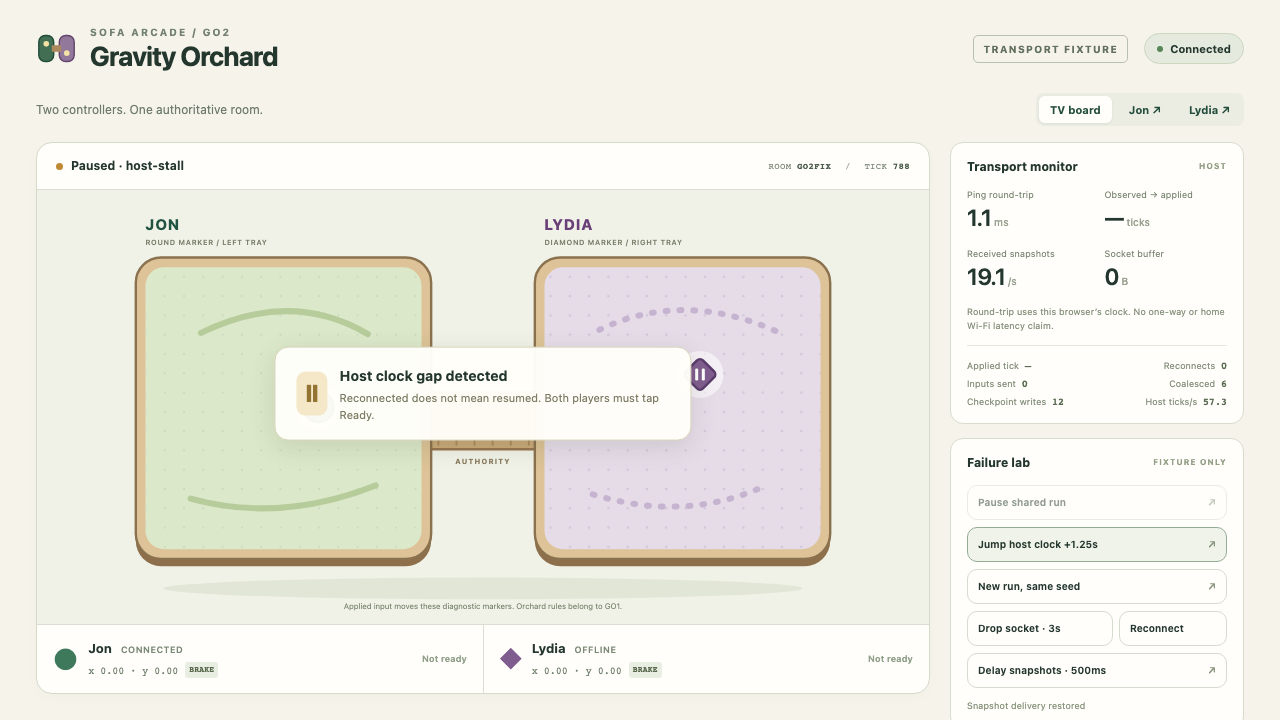 SOFA ARCADE / GO2
Gravity Orchard
TRANSPORT FIXTURE
Connected
Two controllers. One authoritative room.
TV board
Jon ↗
Lydia ↗
Paused · host-stall
ROOM GO2FIX / TICK 788
JON
ROUND MARKER / LEFT TRAY
LYDIA
DIAMOND MARKER / RIGHT TRAY
Host clock gap detected
Reconnected does not mean resumed. Both players must tap
Ready.
AUTHORITY
Applied input moves these diagnostic markers. Orchard rules belong to GO1.
Jon CONNECTED
x 0.00 · y 0.00 BRAKE
Not ready
Lydia OFFLINE
x 0.00 · y 0.00 BRAKE
Not ready
Transport monitor
HOST
Ping round-trip
1.1 ms
Observed → applied
— ticks
Received snapshots
19.1 /s
Socket buffer
0 B
Round-trip uses this browser's clock. No one-way or home
Wi-Fi latency claim.
Applied tick —
Reconnects 0
Inputs sent 0
Coalesced 6
Checkpoint writes 12
Host ticks/s 57.3
Failure lab
FIXTURE ONLY
Pause shared run ↗
Jump host clock +1.25s ↗
New run, same seed ↗
Drop socket · 3s
Reconnect
Delay snapshots · 500ms ↗
Snapshot delivery restored